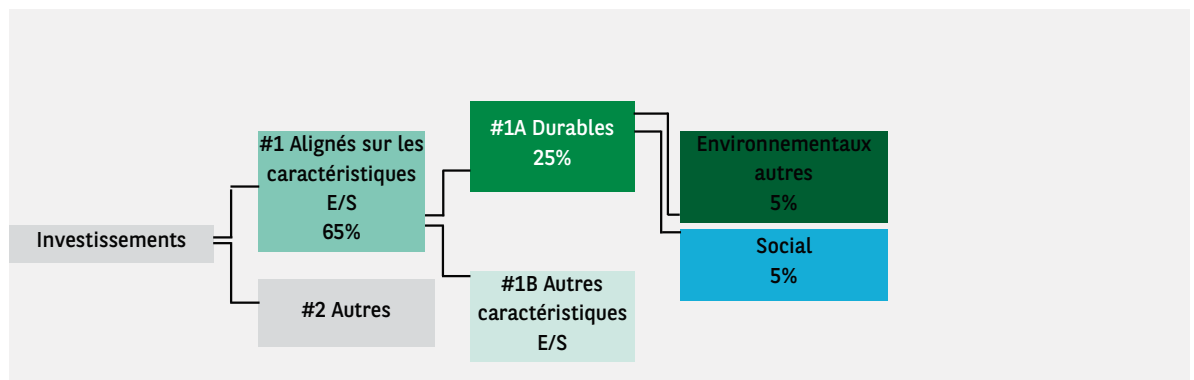 Investissements
#1 Alignés sur les
caractéristiques
E/S
65%
#2 Autres
#1A Durables
25%
#1B Autres
caractéristiques
E/S
Environnementaux
autres
5%
Social
5%